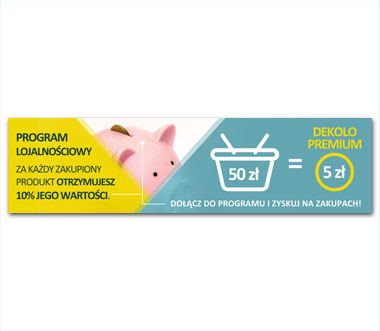 PROGRAM
LOJALNOŚCIOWY
ZA KAŻDY ZAKUPIONY
PRODUKT OTRZYMUJESZ
10% JEGO WARTOŚCI.
50 zł
=
DEKOLO
PREMIUM
5 zł
DOŁĄCZ DO PROGRAMU I ZYSKUJ NA ZAKUPACH!